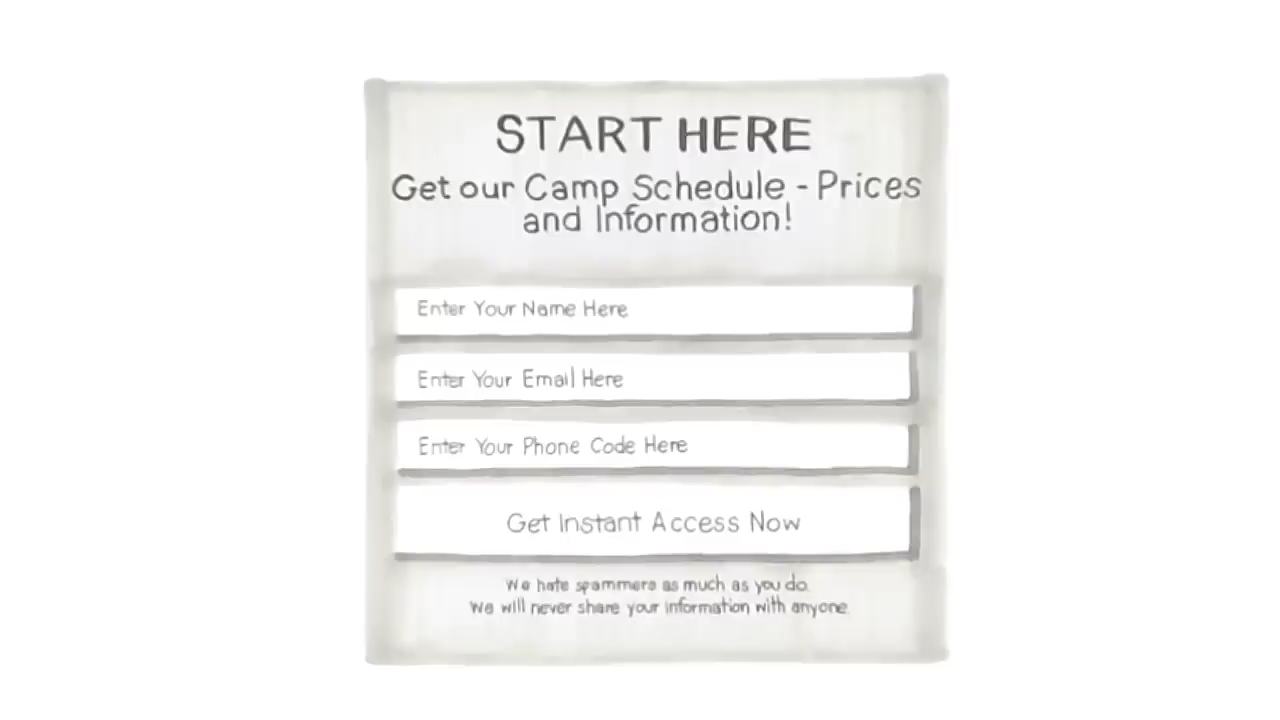 START HERE
Get our Camp Schedule - Prices
and Information!
Enter Your Name Here
Enter Your Email Here
Enter Your Phone Code Here
Get Instant Access Now
We hate spammers as much as you do.
We will never share your information with anyone.